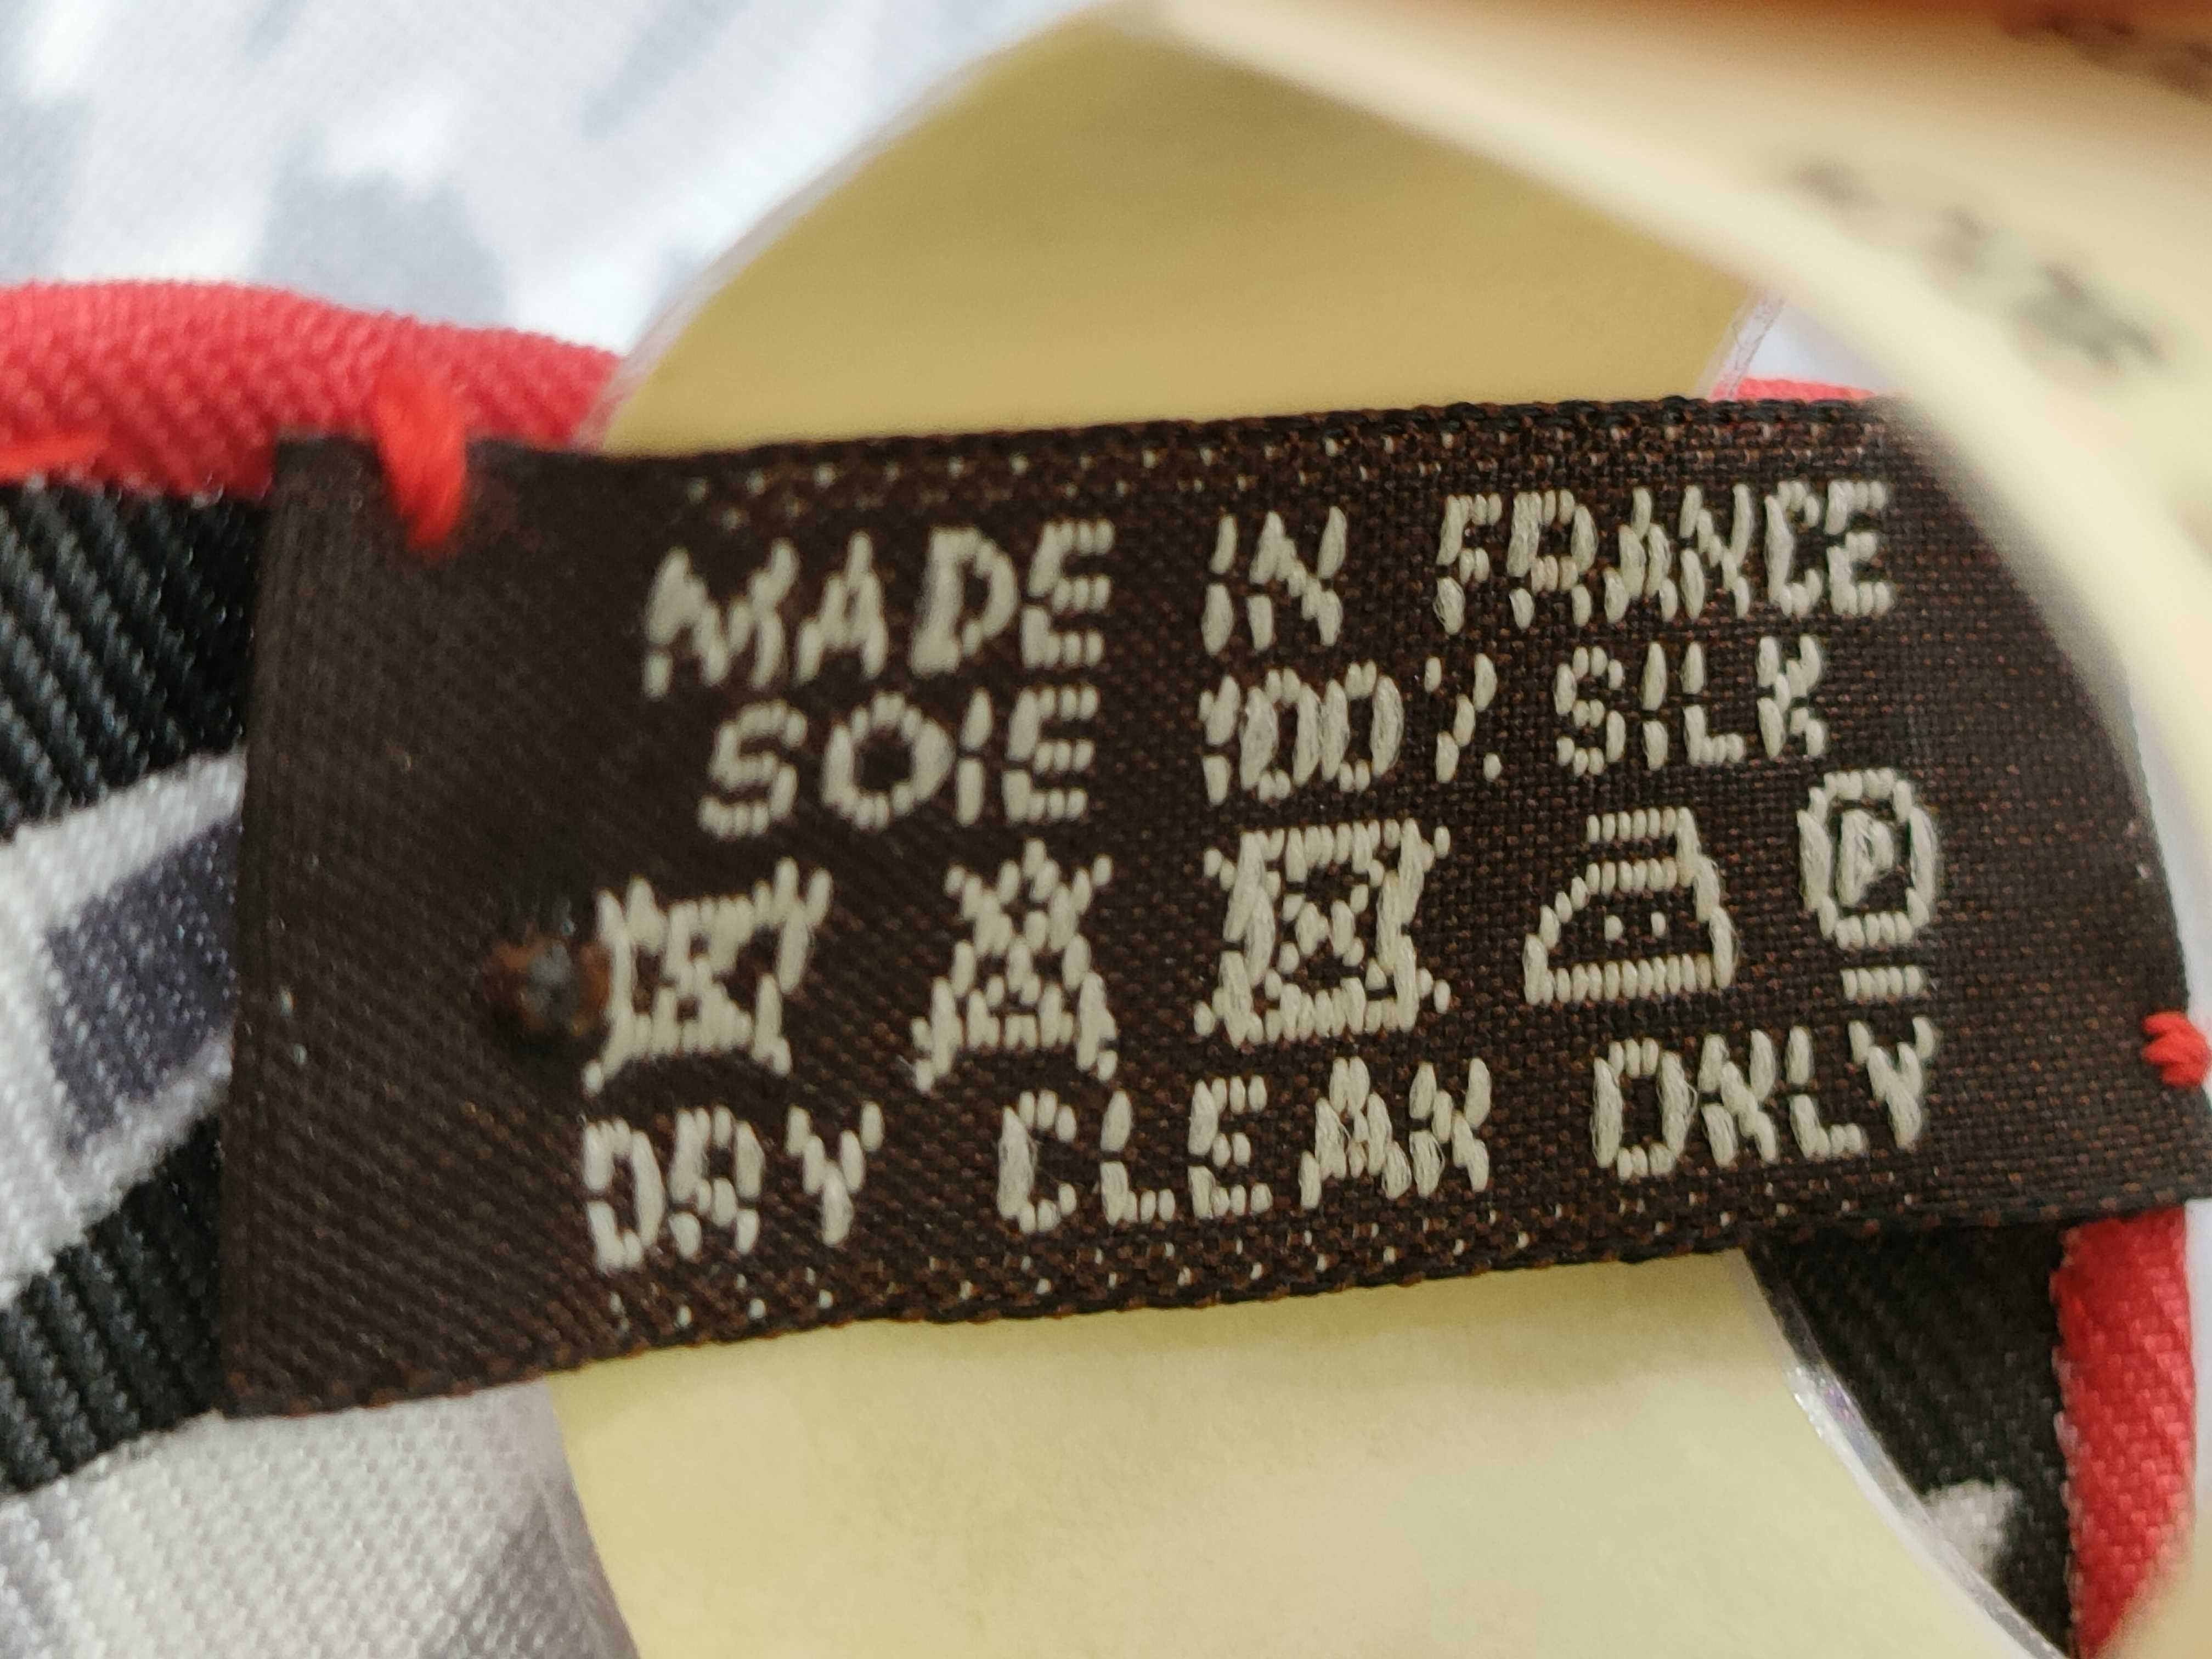 MADE IN FRANCE
SOIE 100% SILK
P
DRY CLEAN ONLY